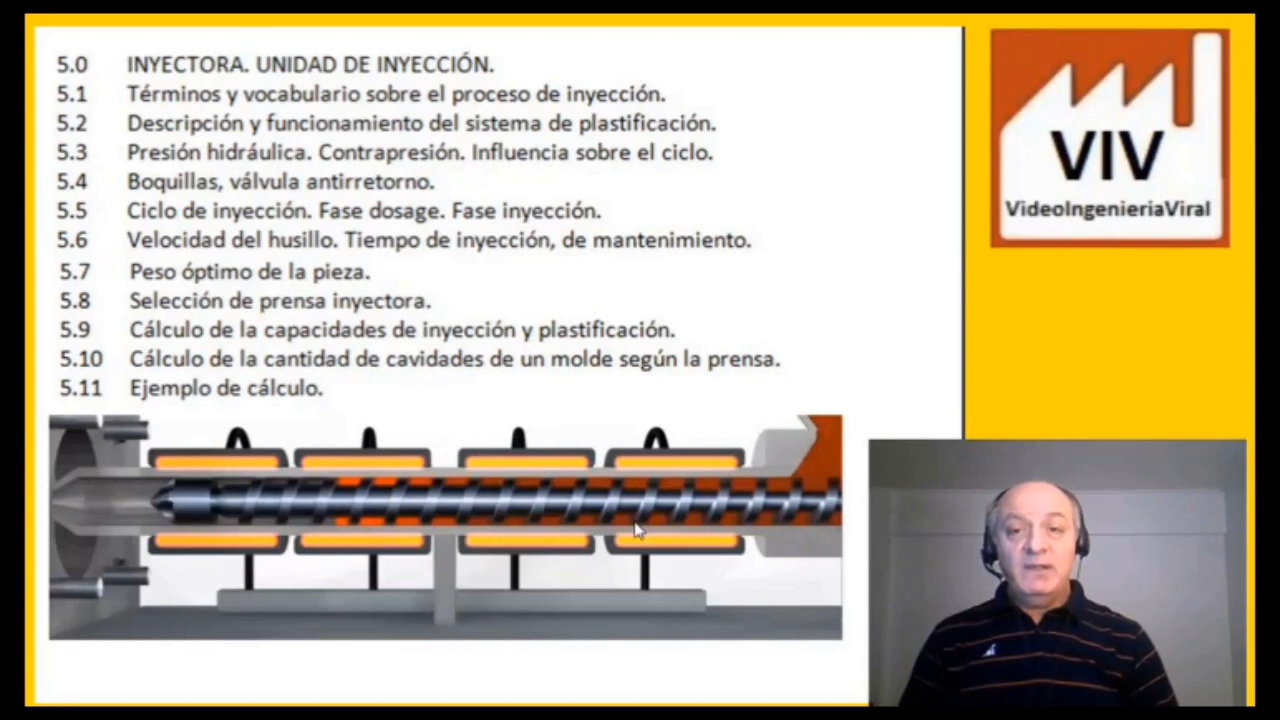 5.0 INYECTORA. UNIDAD DE INYECCIÓN.
5.1 Términos y vocabulario sobre el proceso de inyección.
5.2 Descripción y funcionamiento del sistema de plastificación.
5.3 Presión hidráulica. Contrapresión. Influencia sobre el ciclo.
5.4 Boquillas, válvula antirretorno.
5.5 Ciclo de inyección. Fase dosage. Fase inyección.
5.6 Velocidad del husillo. Tiempo de inyección, de mantenimiento.
5.7 Peso óptimo de la pieza.
5.8 Selección de prensa inyectora.
5.9 Cálculo de la capacidades de inyección y plastificación.
5.10 Cálculo de la cantidad de cavidades de un molde según la prensa.
5.11 Ejemplo de cálculo.
VIV
VideoIngenieriaViral